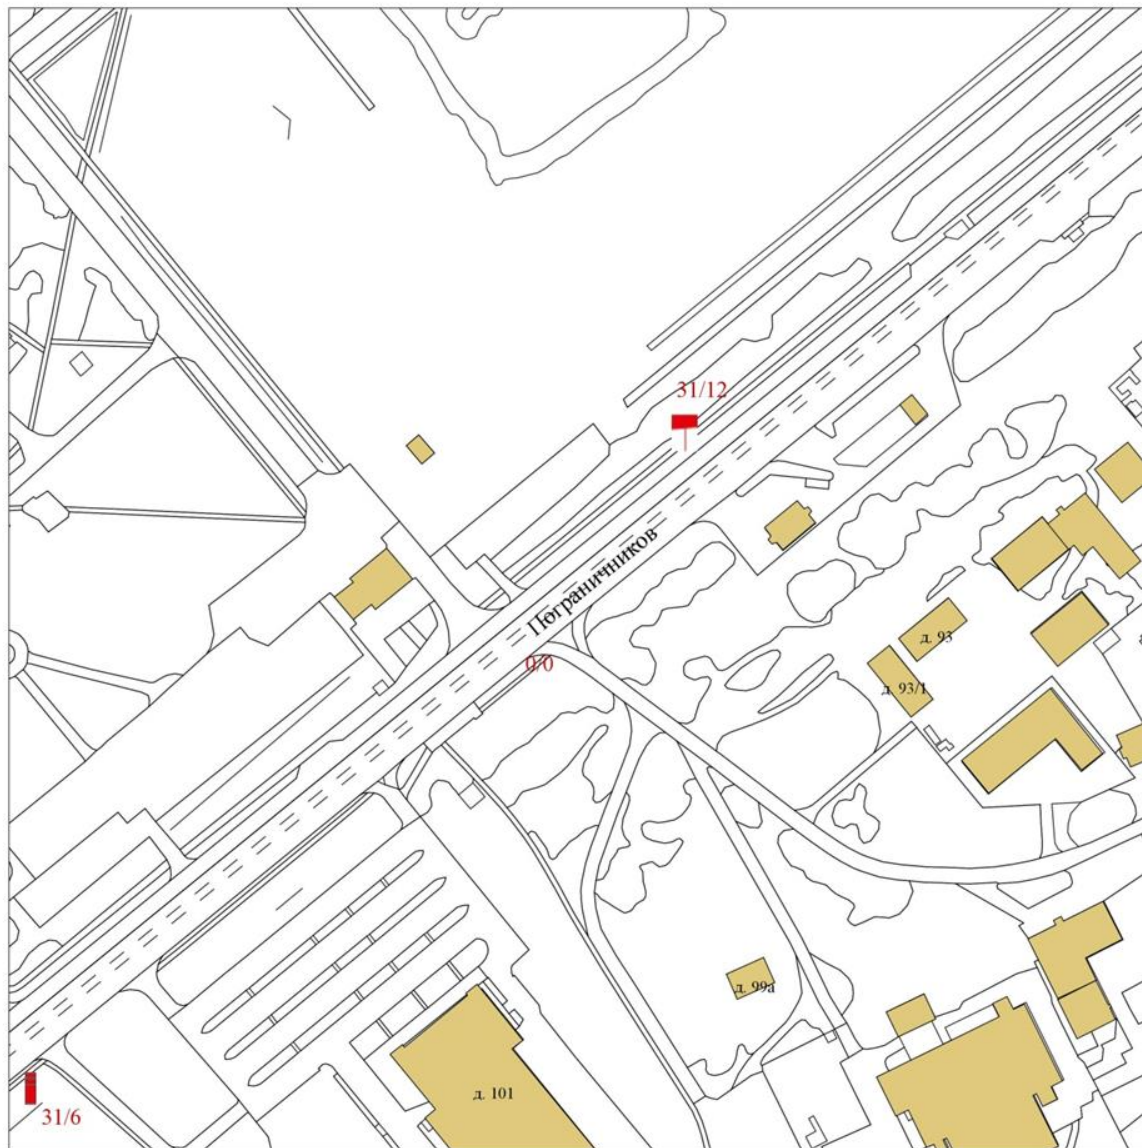 31/12
Пограничников
0/0
д. 93
д. 93/1
д. 99а
д. 101
31/6